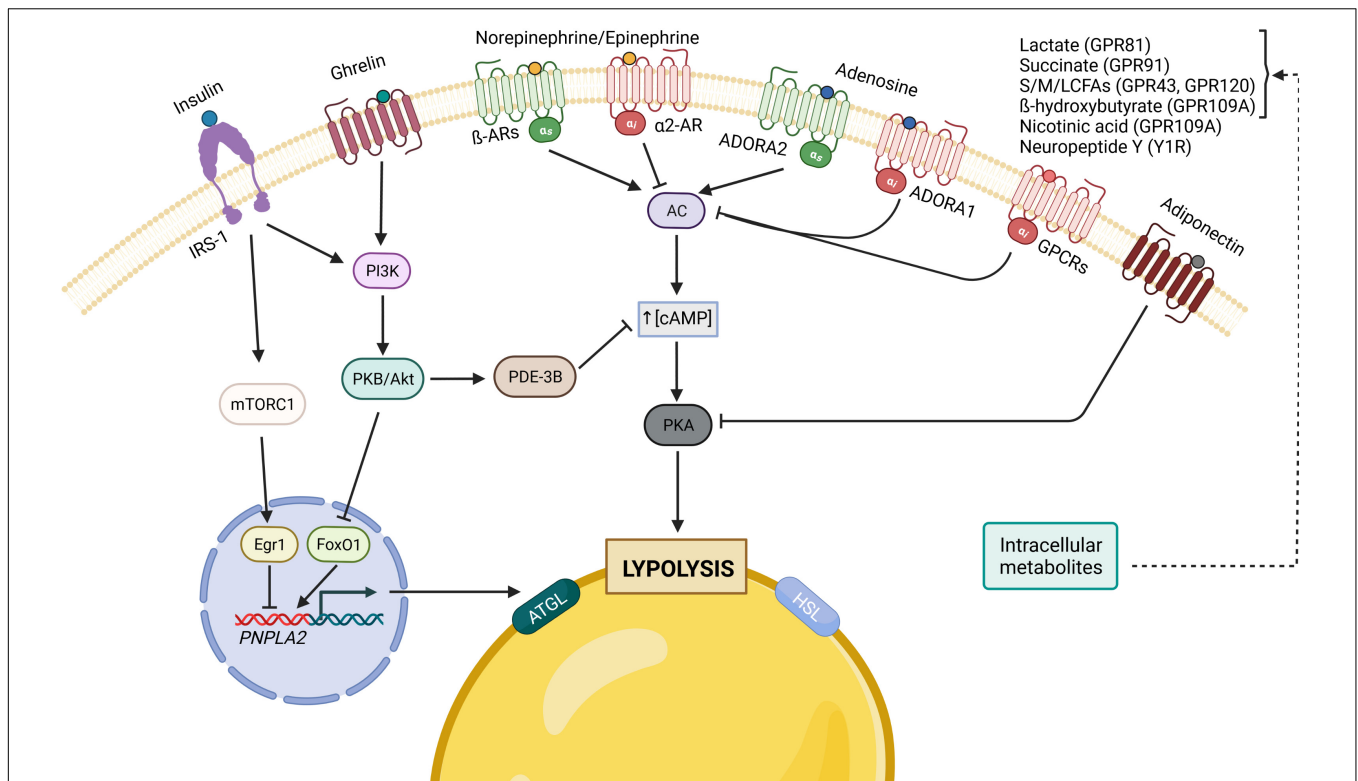 Norepinephrine/Epinephrine
Ghrelin
Insulin
Adenosine
Lactate (GPR81)
Succinate (GPR91)
S/M/LCFAs (GPR43, GPR120)
ß-hydroxybutyrate (GPR109A)
Nicotinic acid (GPR109A)
Neuropeptide Y (Y1R)
ß-ARs
αs
αi
α2-AR
ADORA2
αs
αi
ADORA1
αi
GPCRs
Adiponectin
IRS-1
AC
PI3K
↑[cAMP]
PKB/Akt
PDE-3B
mTORC1
PKA
Egr1
FoxO1
PNPLA2
LYPOLYSIS
ATGL
HSL
Intracellular
metabolites